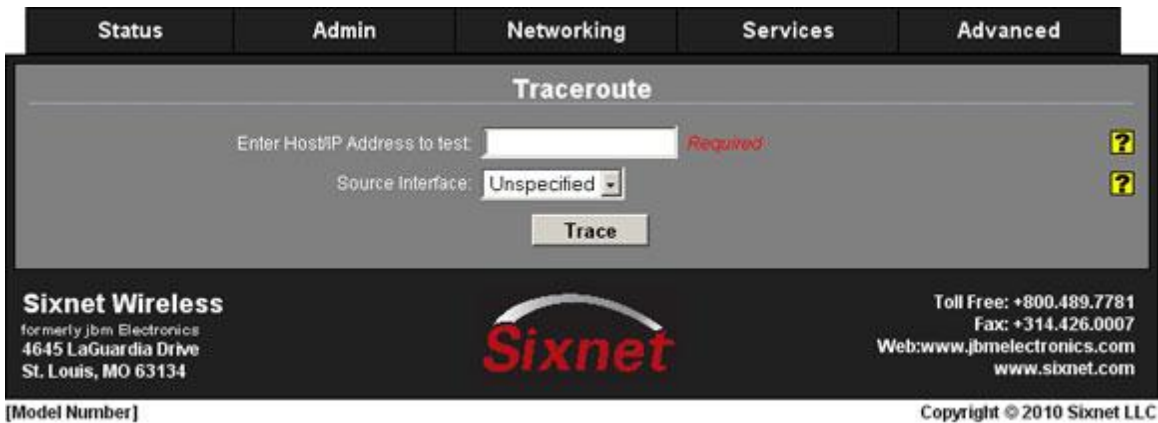 Status Admin Networking Services Advanced
Traceroute
Enter Host/IP Address to test: Required ?
Source Interface: Unspecified ?
Trace
Sixnet Wireless
formerly jbm Electronics
4645 LaGuardia Drive
St. Louis, MO 63134
Sixnet
Toll Free: +800.489.7781
Fax: +314.426.0007
Web:www.jbmelectronics.com
www.sixnet.com
[Model Number]
Copyright © 2010 Sixnet LLC